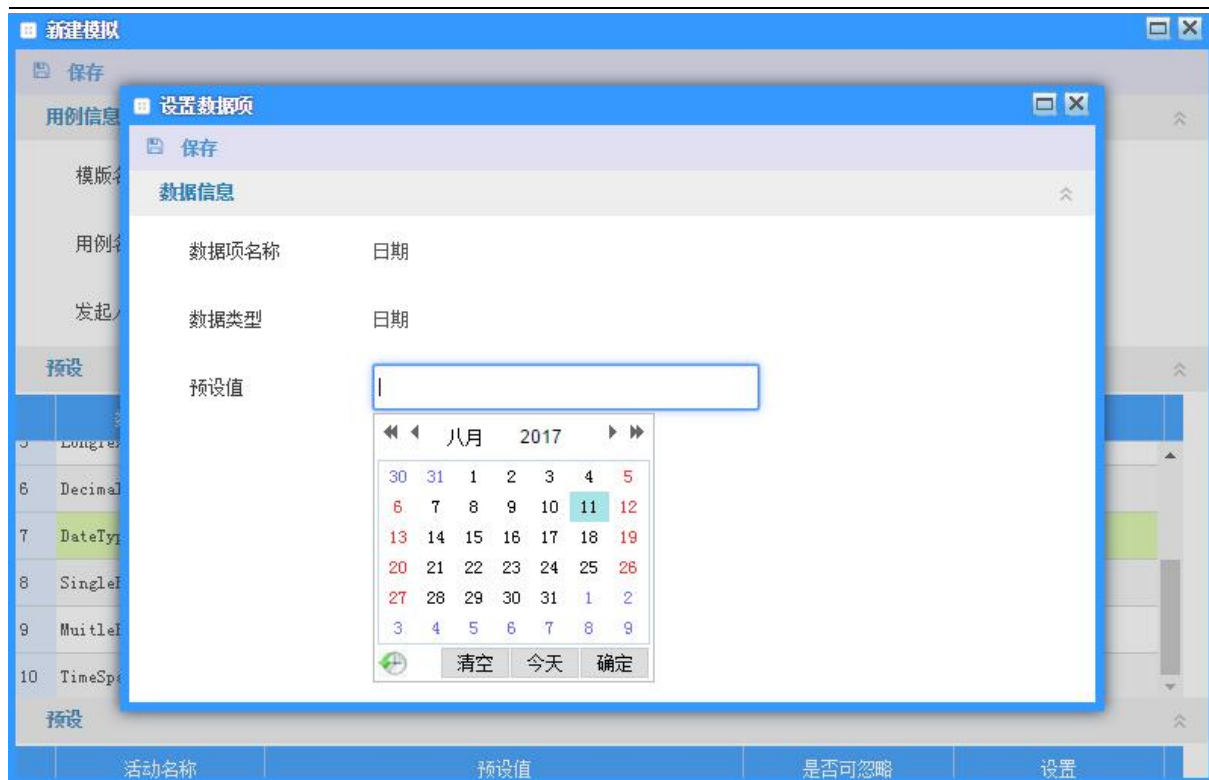 新建模拟
保存
用例信息
设置数据项
保存
模版名
数据信息
用例名
数据项名称 日期
发起人
数据类型 日期
预设
预设值
八月 2017
30 31 1 2 3 4 5
6 7 8 9 10 11 12
13 14 15 16 17 18 19
20 21 22 23 24 25 26
27 28 29 30 31 1 2
3 4 5 6 7 8 9
清空 今天 确定
6 Decimal
7 DateTyp
8 Single
9 Muitle
10 TimeSpa
预设
活动名称 预设值 是否可忽略 设置